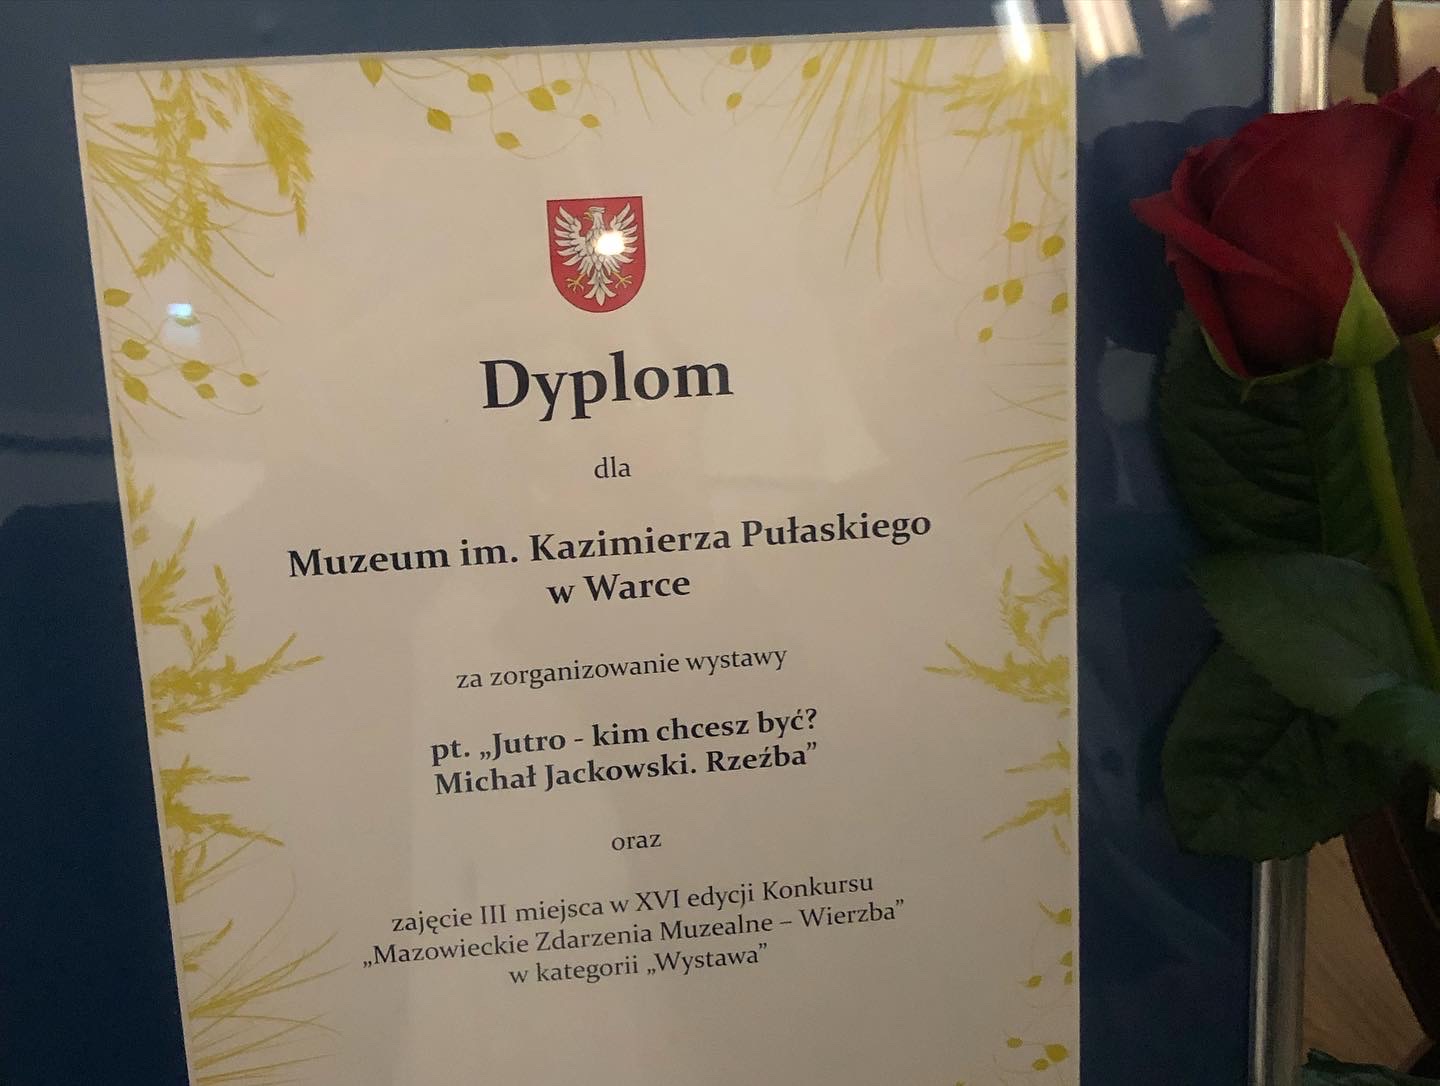 Dyplom
dla
Muzeum im. Kazimierza Pułaskiego
w Warce
za zorganizowanie wystawy
pt. „Jutro - kim chcesz być?
Michał Jackowski. Rzeźba”
oraz
zajęcie III miejsca w XVI edycji Konkursu
„Mazowieckie Zdarzenia Muzealne – Wierzba”
w kategorii „Wystawa”